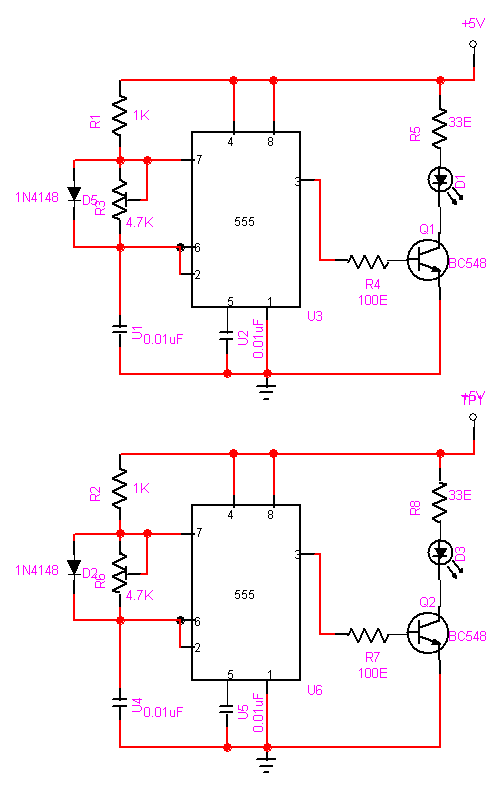 +5V
R1
1K
R5
33E
4
8
7
1N4148
D5
R3
4.7K
3
D1
555
Q1
6
BC548
2
R4
100E
5
1
U3
U1
0.01uF
U2
0.01uF
+5V
TP1
R2
1K
R8
33E
4
8
7
1N4148
D2
R6
4.7K
3
D3
555
Q2
6
BC548
2
R7
100E
5
1
U6
U4
0.01uF
U5
0.01uF